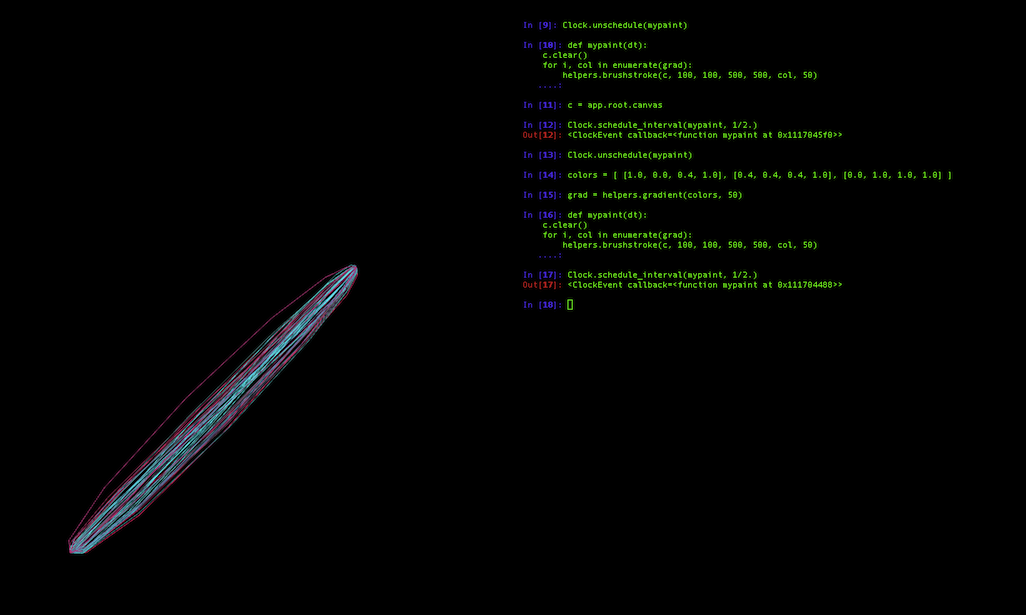 In [9]: Clock.unschedule(mypaint)
In [10]: def mypaint(dt):
c.clear()
for i, col in enumerate(grad):
helpers.brushstroke(c, 100, 100, 500, 500, col, 50)
....:
In [11]: c = app.root.canvas
In [12]: Clock.schedule_interval(mypaint, 1/2.)
Out[12]: <ClockEvent callback=<function mypaint at 0x1117045f0>>
In [13]: Clock.unschedule(mypaint)
In [14]: colors = [ [1.0, 0.0, 0.4, 1.0], [0.4, 0.4, 0.4, 1.0], [0.0, 1.0, 1.0, 1.0] ]
In [15]: grad = helpers.gradient(colors, 50)
In [16]: def mypaint(dt):
c.clear()
for i, col in enumerate(grad):
helpers.brushstroke(c, 100, 100, 500, 500, col, 50)
....:
In [17]: Clock.schedule_interval(mypaint, 1/2.)
Out[17]: <ClockEvent callback=<function mypaint at 0x111704488>>
In [18]: